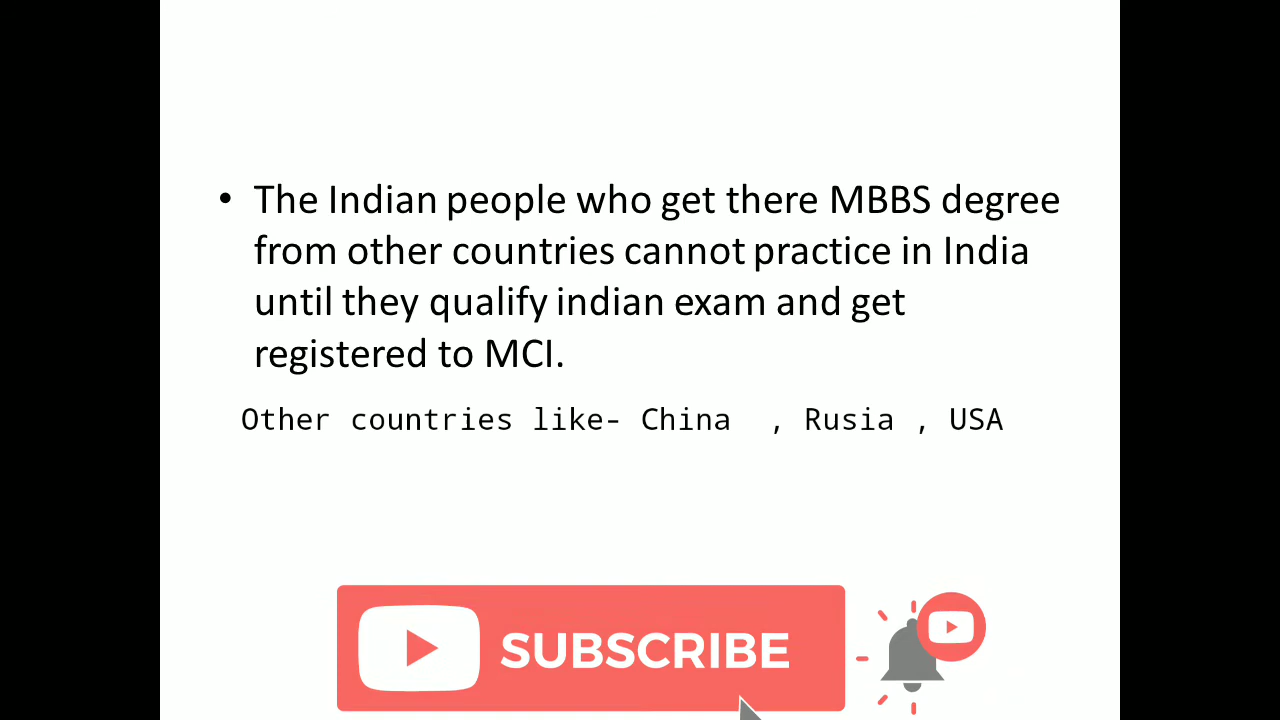 • The Indian people who get there MBBS degree
from other countries cannot practice in India
until they qualify indian exam and get
registered to MCI.
Other countries like- China , Rusia , USA
SUBSCRIBE